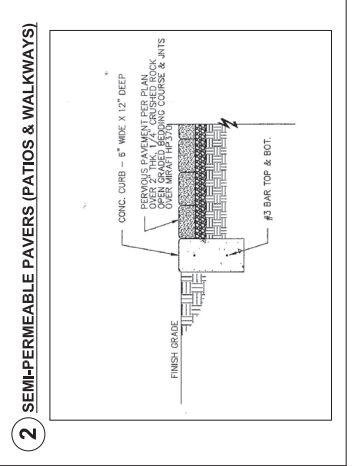 2
SEMI-PERMEABLE PAVERS (PATIOS & WALKWAYS)
CONC. CURB - 6" WIDE X 12" DEEP
PERVIOUS PAVEMENT PER PLAN
OVER 2" THK, 1/4" CRUSHED ROCK
OPEN GRADED BEDDING COURSE & JNTS
OVER MIRAFI HP370
FINISH GRADE
#3 BAR TOP & BOT.